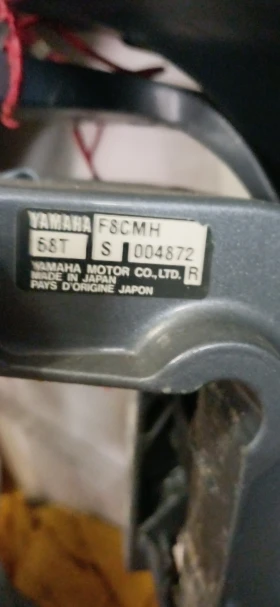 YAMAHA F8CMH
68T S 004872
YAMAHA MOTOR CO.,LTD. R
MADE IN JAPAN
PAYS D'ORIGINE JAPON